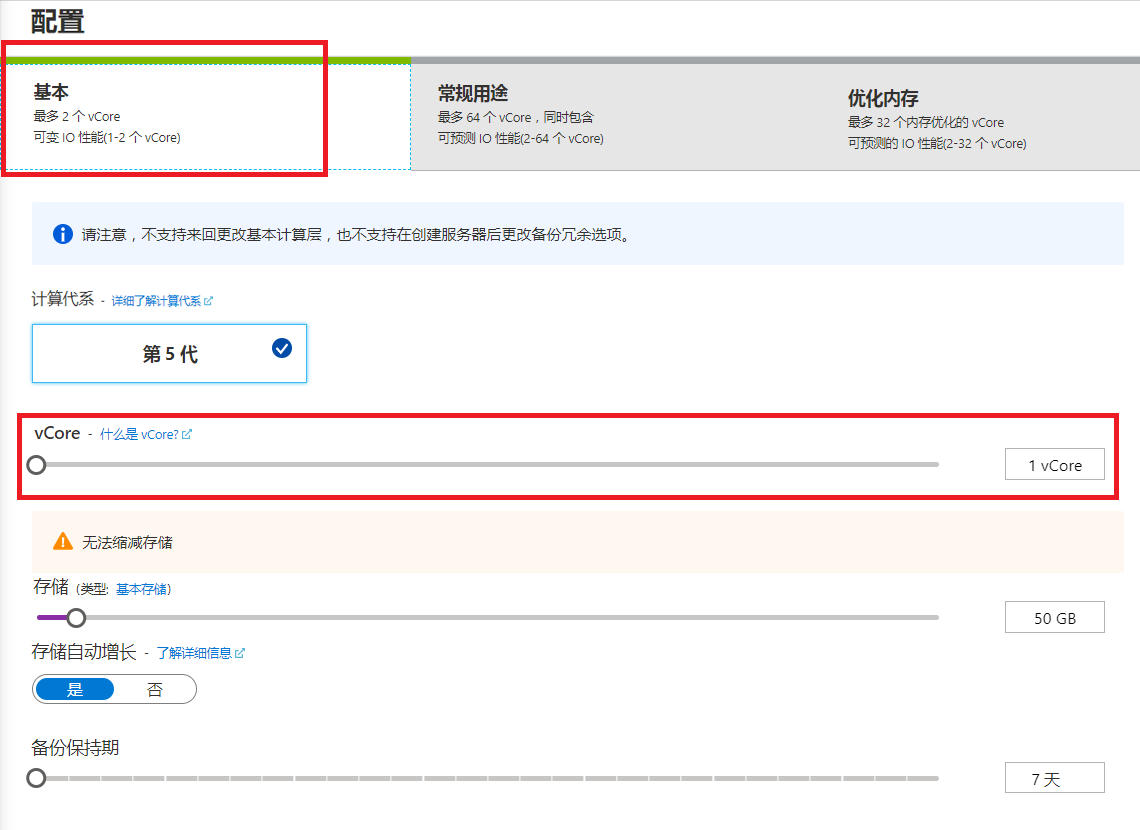 配置
基本
最多 2 个 vCore
可变 IO 性能(1-2 个 vCore)
常规用途
最多 64 个 vCore，同时包含
可预测 IO 性能(2-64 个 vCore)
优化内存
最多 32 个内存优化的 vCore
可预测的 IO 性能(2-32 个 vCore)
请注意，不支持来回更改基本计算层，也不支持在创建服务器后更改备份冗余选项。
计算代系 - 详细了解计算代系
第 5 代
vCore - 什么是 vCore?
1 vCore
无法缩减存储
存储 (类型: 基本存储)
50 GB
存储自动增长 - 了解详细信息
是 否
备份保持期
7 天